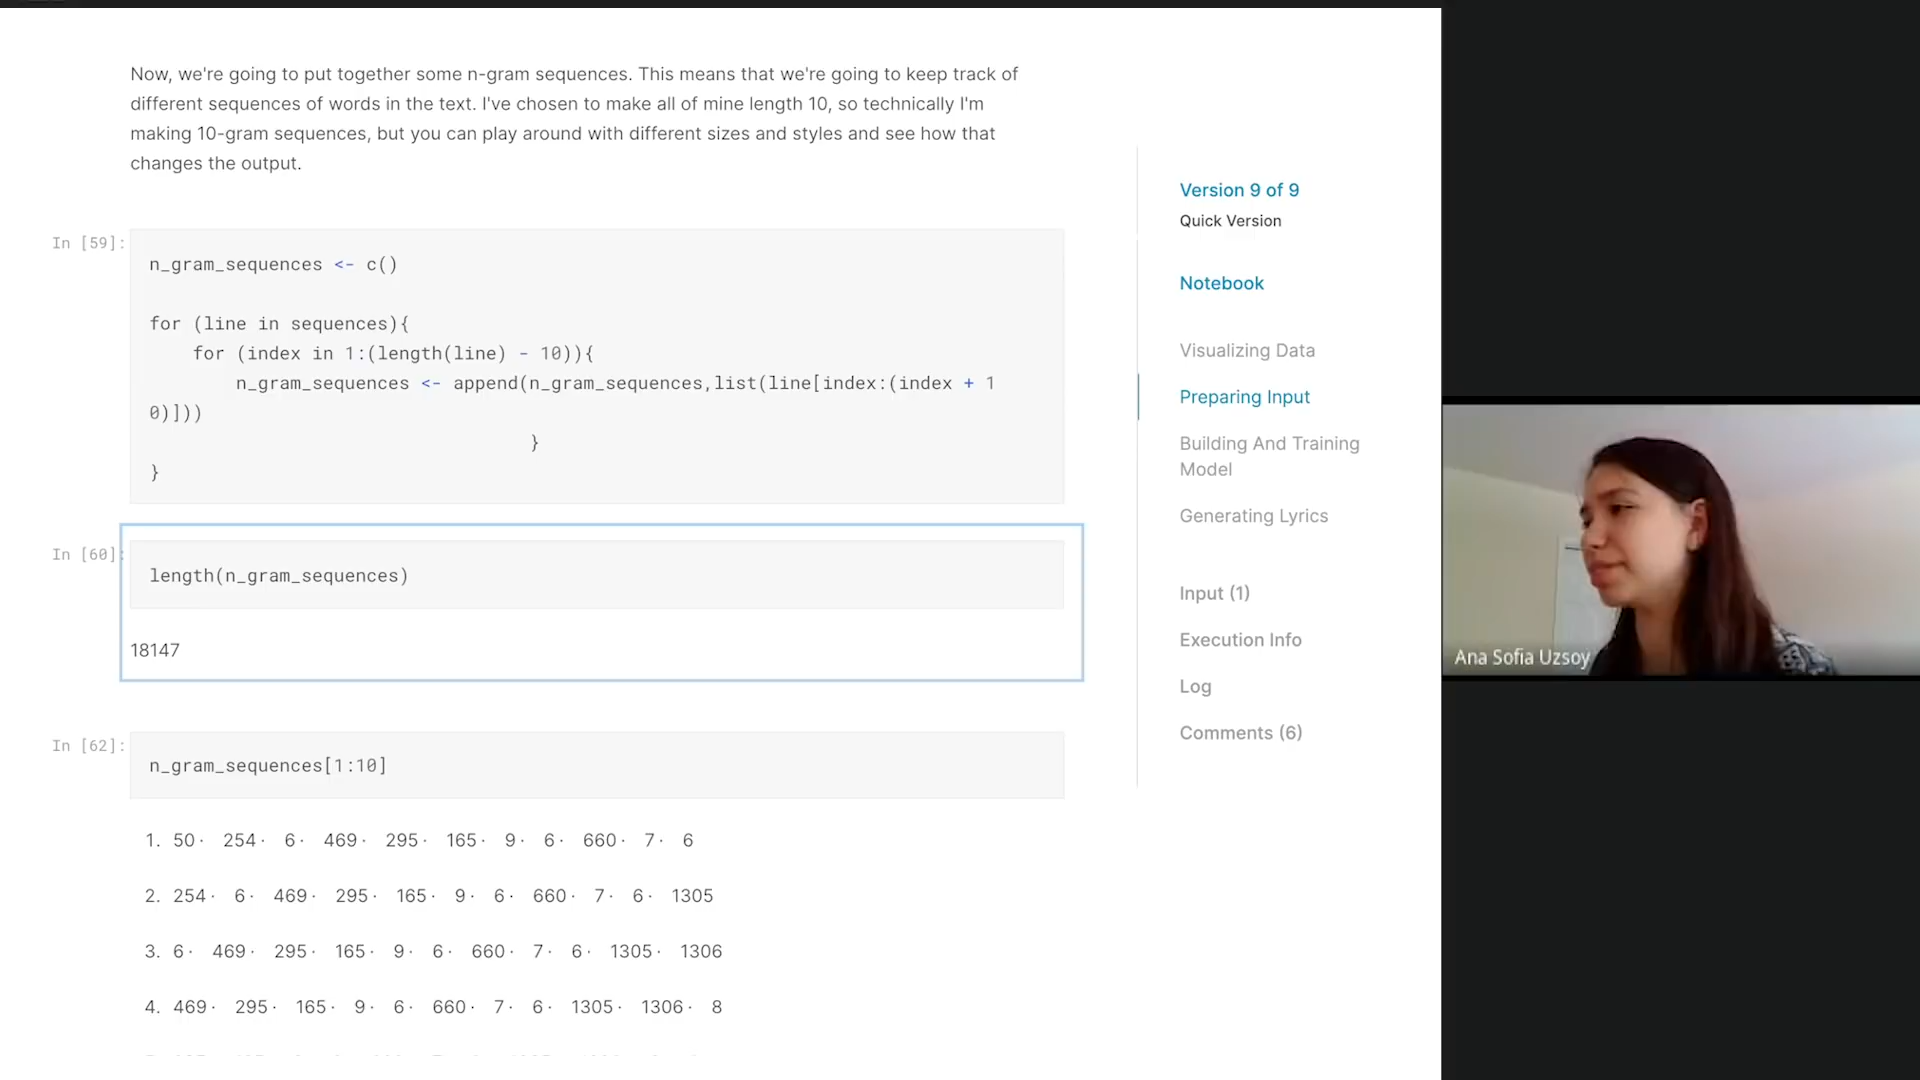 Now, we're going to put together some n-gram sequences. This means that we're going to keep track of
different sequences of words in the text. I've chosen to make all of mine length 10, so technically I'm
making 10-gram sequences, but you can play around with different sizes and styles and see how that
changes the output.
In [59]:
n_gram_sequences <- c()
for (line in sequences){
for (index in 1:(length(line) - 10)){
n_gram_sequences <- append(n_gram_sequences,list(line[index:(index + 1
0)]))
}
}
In [60]:
length(n_gram_sequences)
18147
In [62]:
n_gram_sequences[1:10]
1. 50· 254· 6· 469· 295· 165· 9· 6· 660· 7· 6
2. 254· 6· 469· 295· 165· 9· 6· 660· 7· 6· 1305
3. 6· 469· 295· 165· 9· 6· 660· 7· 6· 1305· 1306
4. 469· 295· 165· 9· 6· 660· 7· 6· 1305· 1306· 8
Version 9 of 9
Quick Version
Notebook
Visualizing Data
Preparing Input
Building And Training
Model
Generating Lyrics
Input (1)
Execution Info
Log
Comments (6)
Ana Sofia Uzsoy